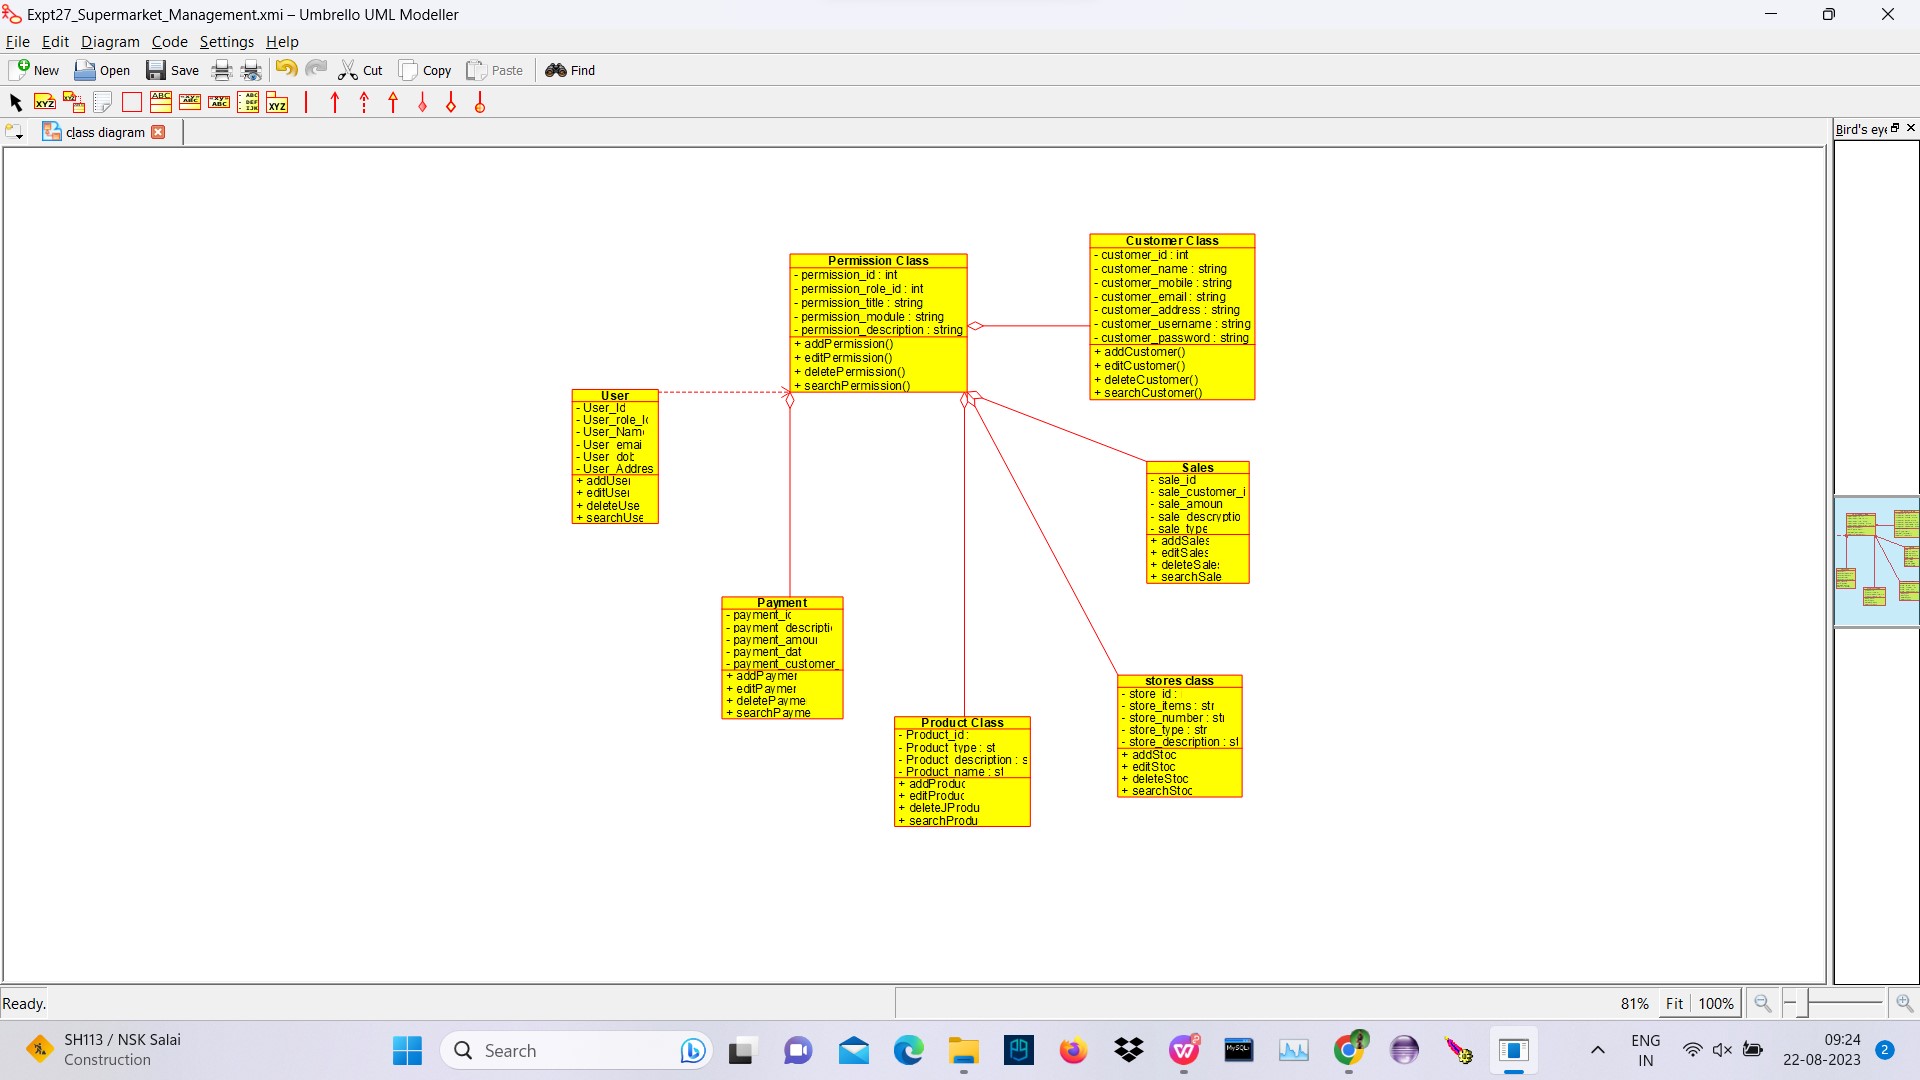 Expt27_Supermarket_Management.xmi – Umbrello UML Modeller
File Edit Diagram Code Settings Help
New Open Save Cut Copy Paste Find
class diagram
Bird's eye
Permission Class
- permission_id : int
- permission_role_id : int
- permission_title : string
- permission_module : string
- permission_description : string
+ addPermission()
+ editPermission()
+ deletePermission()
+ searchPermission()
Customer Class
- customer_id : int
- customer_name : string
- customer_mobile : string
- customer_email : string
- customer_address : string
- customer_username : string
- customer_password : string
+ addCustomer()
+ editCustomer()
+ deleteCustomer()
+ searchCustomer()
User
- User_Id
- User_role_Ic
- User_Nam
- User_emai
- User_dot
- User_Addres
+ addUser
+ editUser
+ deleteUse
+ searchUse
Sales
- sale_id
- sale_customer_i
- sale_amoun
- sale_descryptio
- sale_type
+ addSales
+ editSales
+ deleteSale
+ searchSale
Payment
- payment_ic
- payment_descripti
- payment_amoui
- payment_dat
- payment_customer_
+ addPaymer
+ editPaymer
+ deletePayme
+ searchPayme
stores class
- store_id :
- store_items : str
- store_number : sti
- store_type : str
- store_description : st
+ addStoc
+ editStoc
+ deleteStoc
+ searchStoc
Product Class
- Product_id :
- Product_type : st
- Product_description : s
- Product_name : st
+ addProduc
+ editProduc
+ deleteJProdu
+ searchProdu
Ready.
81% Fit 100%
SH113 / NSK Salai
Construction
Search
ENG
IN
09:24
22-08-2023
2